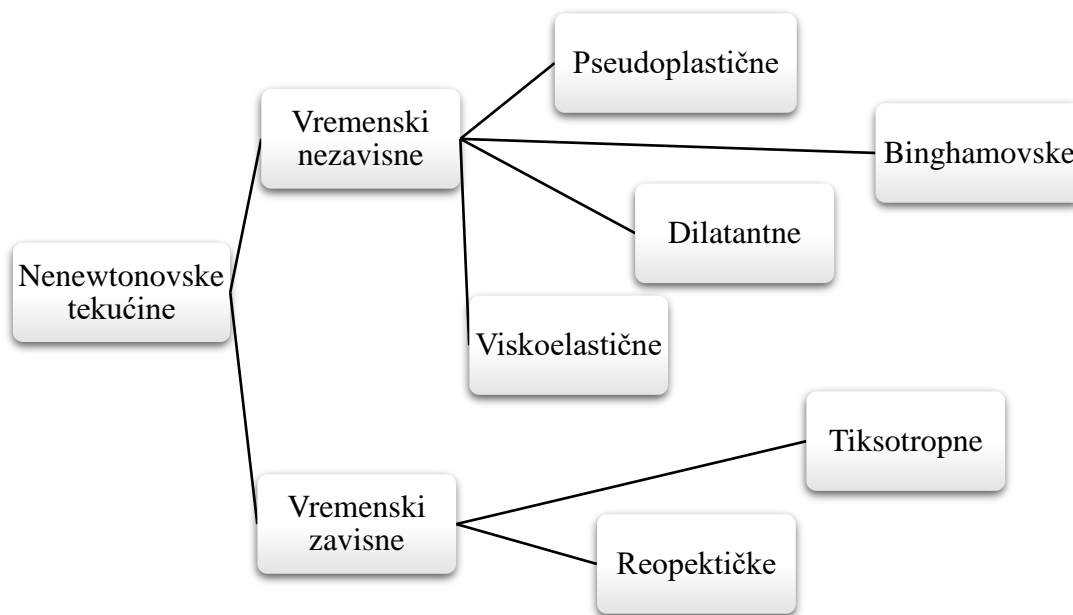 Pseudoplastične
Vremenski
nezavisne
Binghamovske
Dilatantne
Nenewtonovske
tekućine
Viskoelastične
Tiksotropne
Vremenski
zavisne
Reopektičke